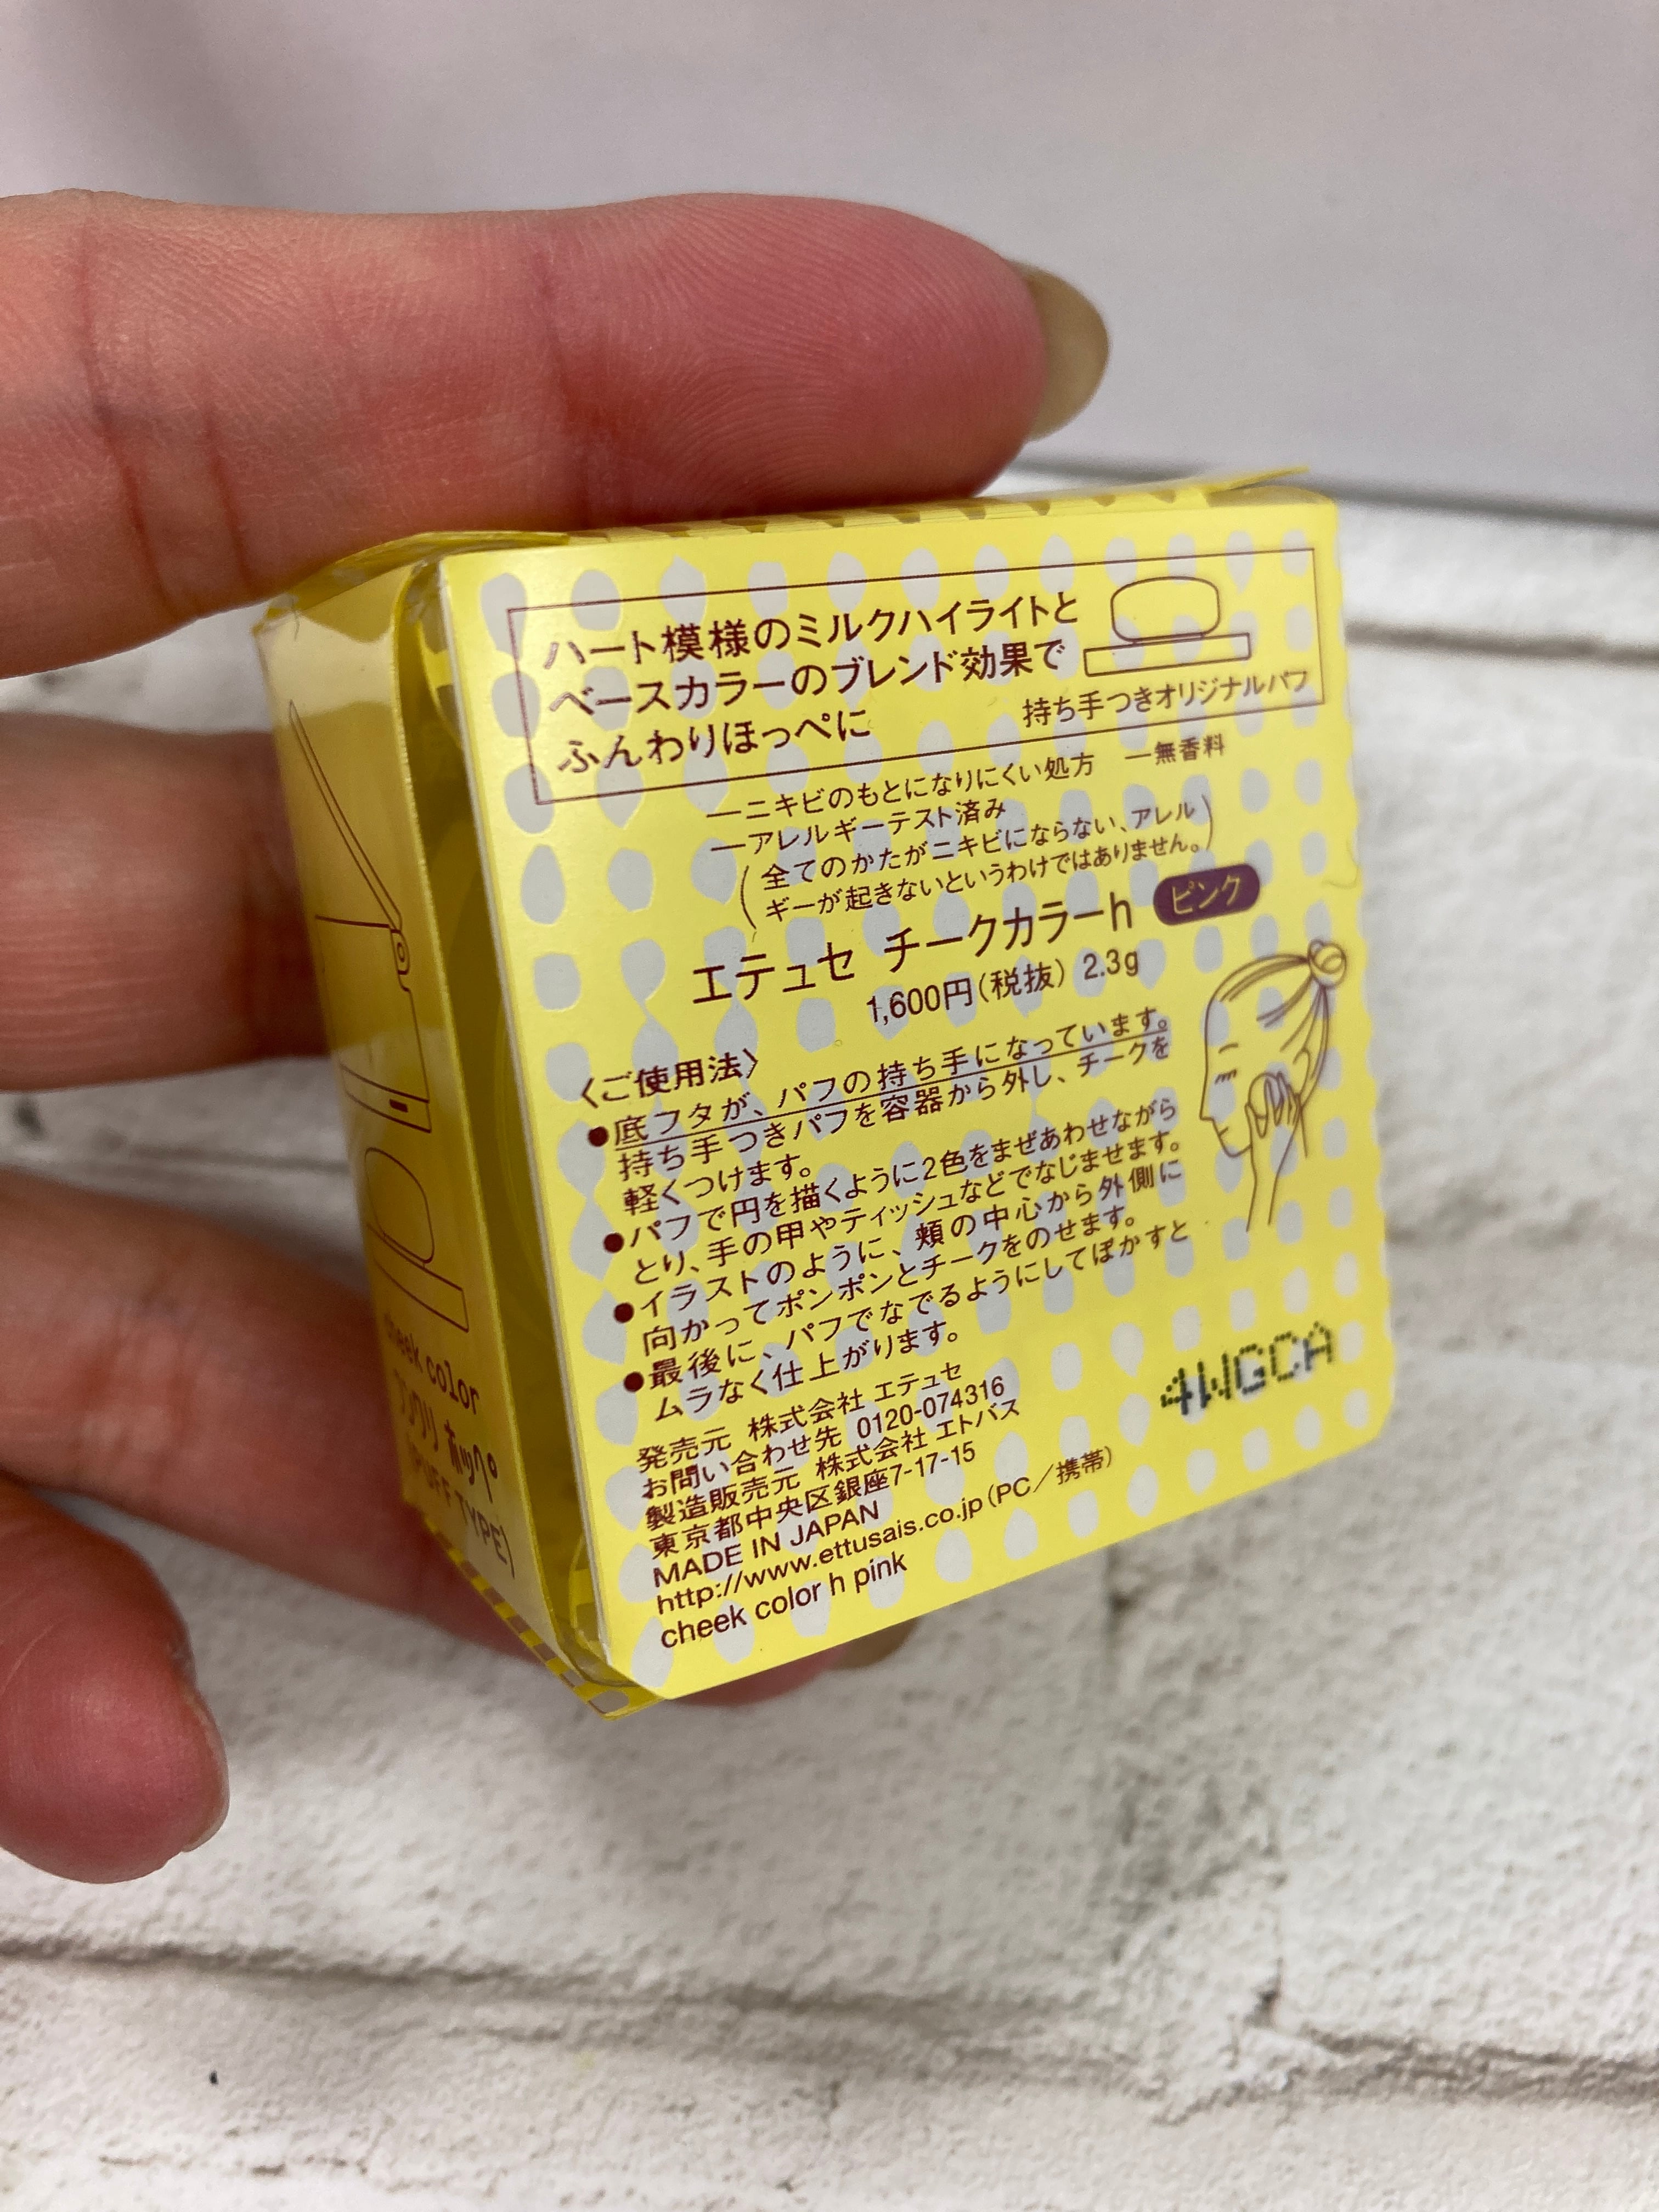 ハート模様のミルクハイライトと
ベースカラーのブレンド効果で
ふんわりほっぺに
持ち手つきオリジナルパフ
―ニキビのもとになりにくい処方 ―無香料
―アレルギーテスト済み
(全てのかたがニキビにならない、アレル
ギーが起きないというわけではありません。)
エテュセ チークカラーh ピンク
1,600円(税抜) 2.3g
〈ご使用法〉
●底フタが、パフの持ち手になっています。
持ち手つきパフを容器から外し、チークを
軽くつけます。
●パフで円を描くように2色をまぜあわせながら
とり、手の甲やティッシュなどでなじませます。
●イラストのように、頬の中心から外側に
向かってポンポンとチークをのせます。
●最後に、パフでなでるようにしてぼかすと
ムラなく仕上がります。
発売元 株式会社 エテュセ
お問い合わせ先 0120-074316
製造販売元 株式会社 エトバス
東京都中央区銀座7-17-15
MADE IN JAPAN
http://www.ettusais.co.jp(PC/携帯)
cheek color h pink
4WGCA
cheek color
ホッペ
(PUFF TYPE)